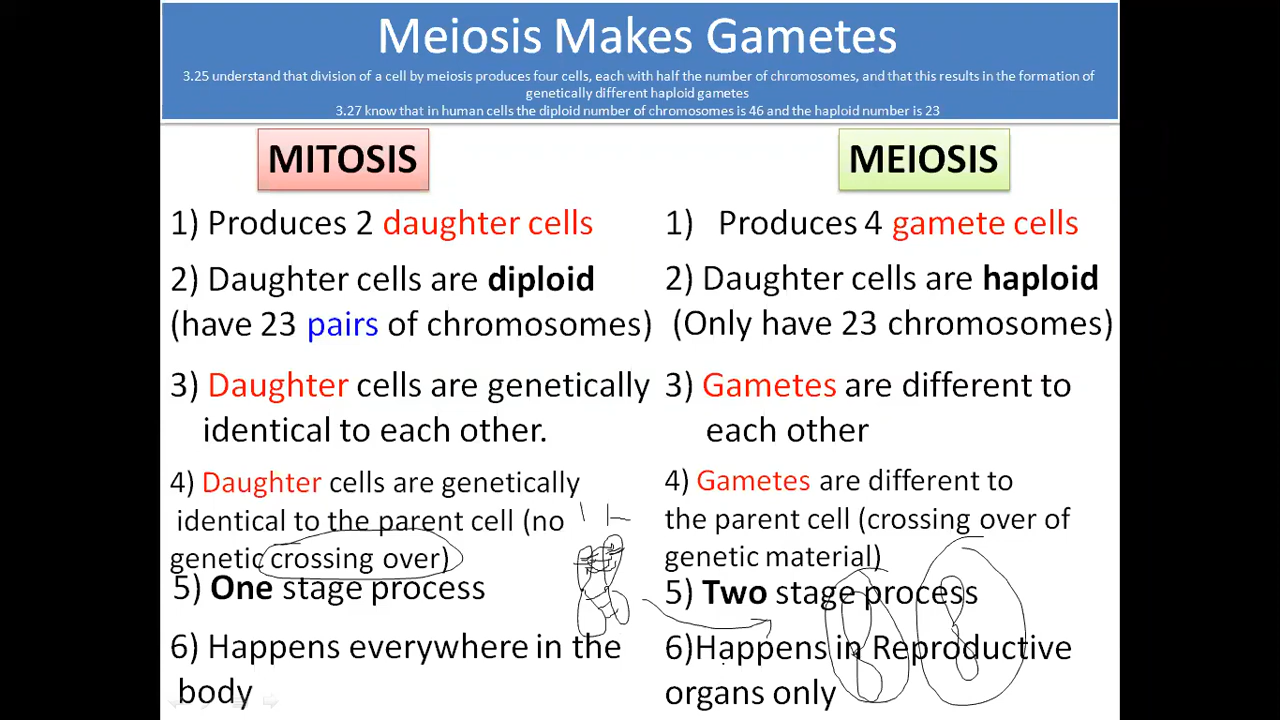 Meiosis Makes Gametes
3.25 understand that division of a cell by meiosis produces four cells, each with half the number of chromosomes, and that this results in the formation of
genetically different haploid gametes
3.27 know that in human cells the diploid number of chromosomes is 46 and the haploid number is 23
MITOSIS
1) Produces 2 daughter cells
2) Daughter cells are diploid
(have 23 pairs of chromosomes)
3) Daughter cells are genetically
identical to each other.
4) Daughter cells are genetically
identical to the parent cell (no
genetic crossing over)
5) One stage process
6) Happens everywhere in the
body
MEIOSIS
1) Produces 4 gamete cells
2) Daughter cells are haploid
(Only have 23 chromosomes)
3) Gametes are different to
each other
4) Gametes are different to
the parent cell (crossing over of
genetic material)
5) Two stage process
6)Happens in Reproductive
organs only